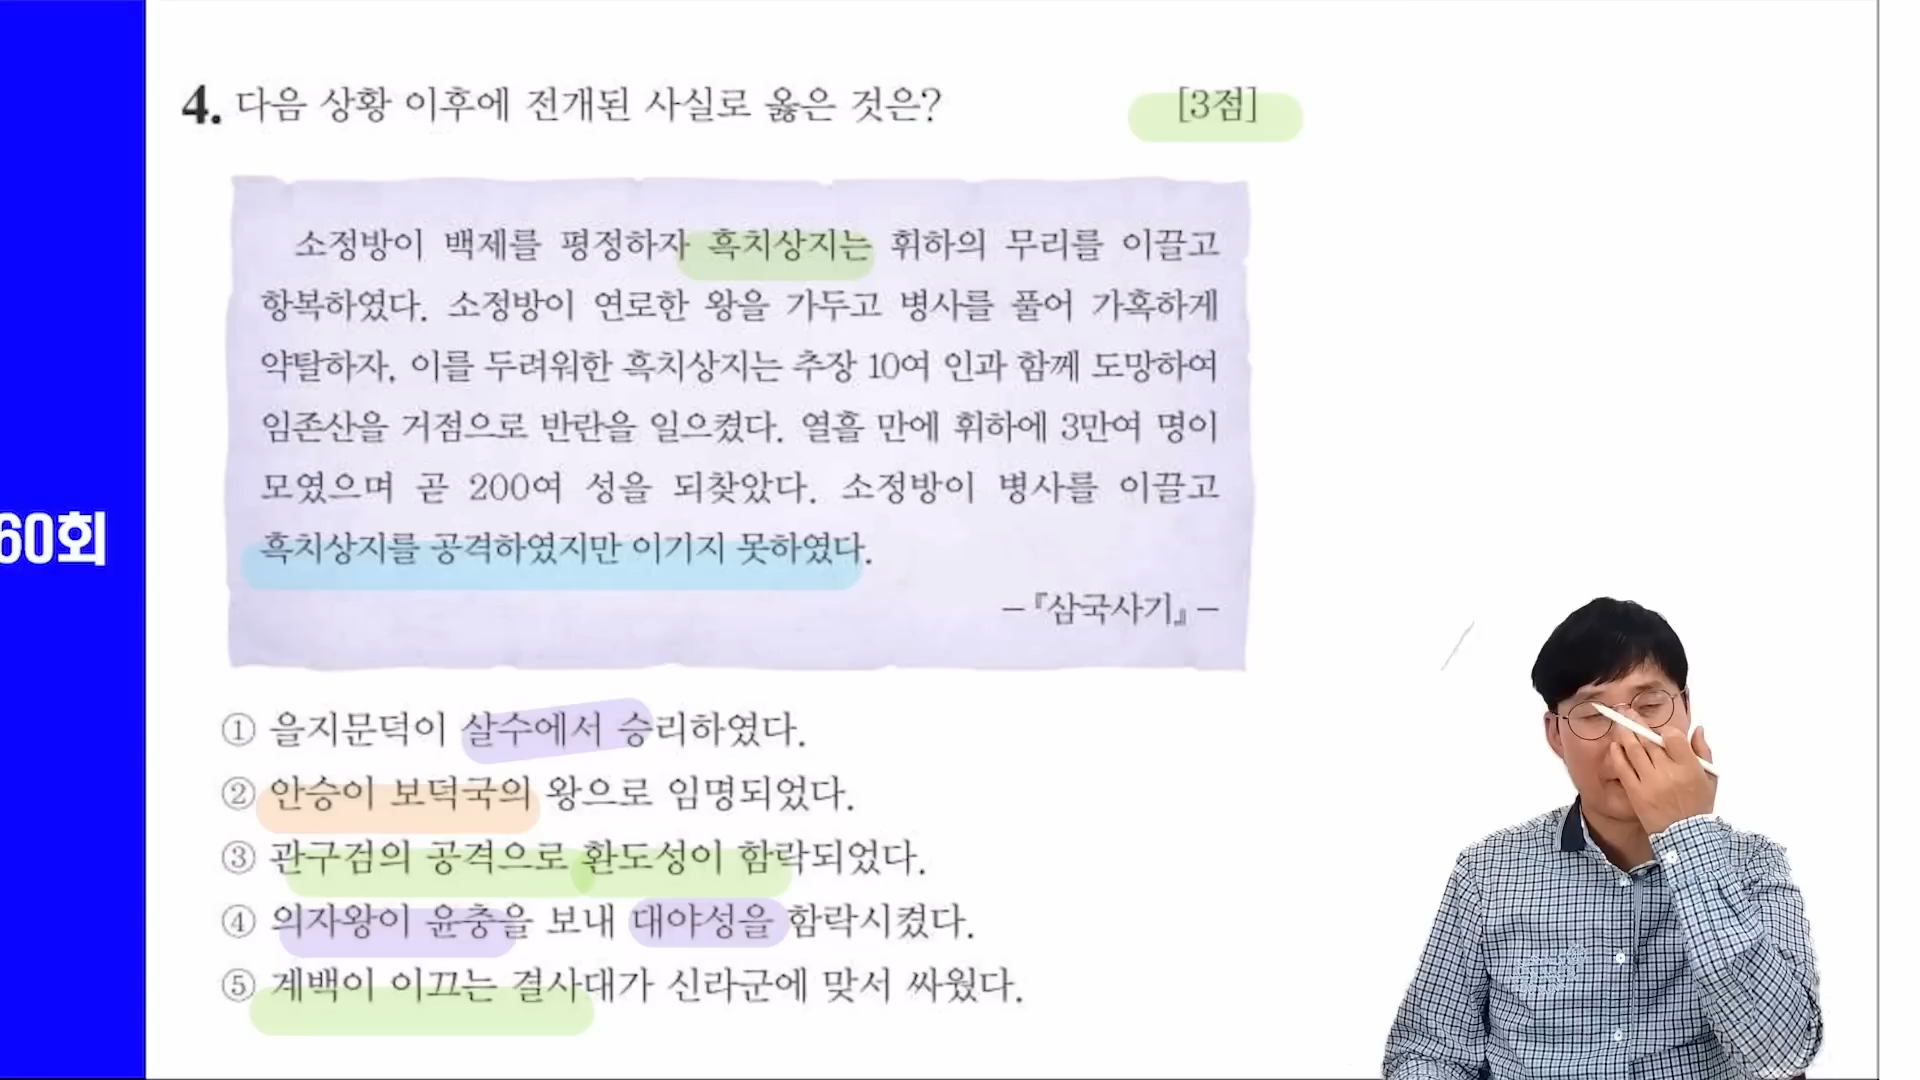 4. 다음 상황 이후에 전개된 사실로 옳은 것은? [3점]
소정방이 백제를 평정하자 흑치상지는 휘하의 무리를 이끌고
항복하였다. 소정방이 연로한 왕을 가두고 병사를 풀어 가혹하게
약탈하자, 이를 두려워한 흑치상지는 추장 10여 인과 함께 도망하여
임존산을 거점으로 반란을 일으켰다. 열흘 만에 휘하에 3만여 명이
모였으며 곧 200여 성을 되찾았다. 소정방이 병사를 이끌고
흑치상지를 공격하였지만 이기지 못하였다.
-『삼국사기』-
60회
① 을지문덕이 살수에서 승리하였다.
② 안승이 보덕국의 왕으로 임명되었다.
③ 관구검의 공격으로 환도성이 함락되었다.
④ 의자왕이 윤충을 보내 대야성을 함락시켰다.
⑤ 계백이 이끄는 결사대가 신라군에 맞서 싸웠다.